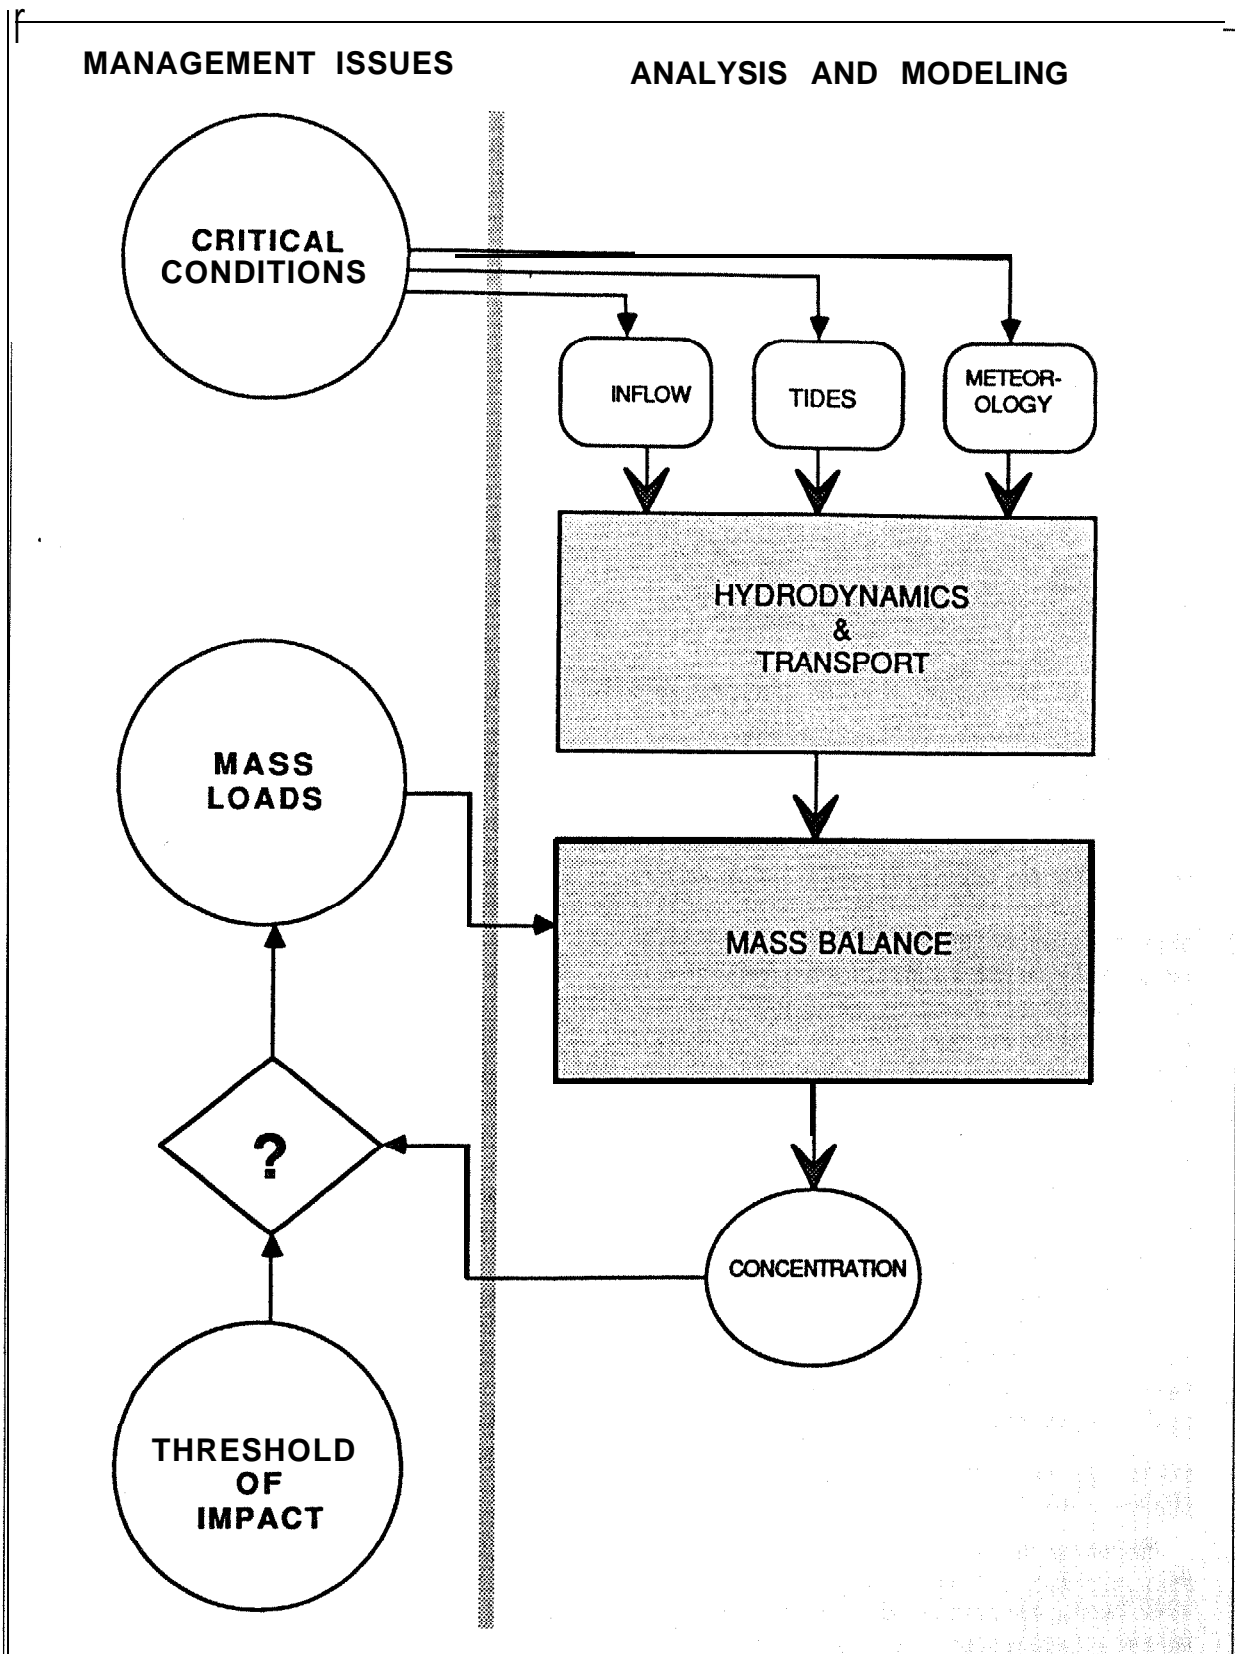 MANAGEMENT ISSUES
ANALYSIS AND MODELING
CRITICAL
CONDITIONS
INFLOW
TIDES
METEOR-
OLOGY
HYDRODYNAMICS
&
TRANSPORT
MASS
LOADS
MASS BALANCE
?
CONCENTRATION
THRESHOLD
OF
IMPACT